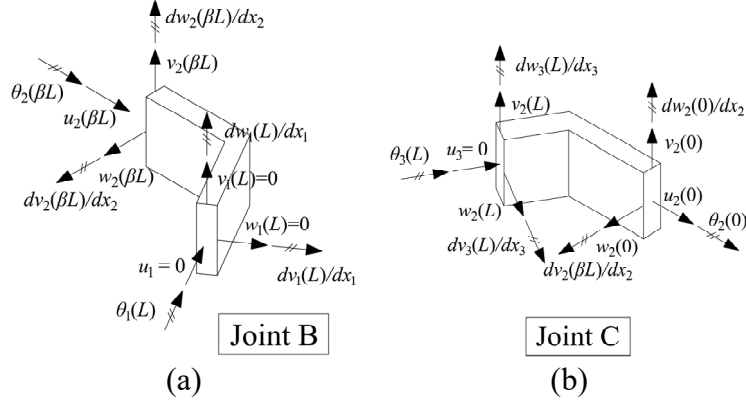 dw₂(βL)/dx₂
v₂(βL)
θ₂(βL)
u₂(βL)
dw₁(L)/dx₁
w₂(βL)
v₁(L)=0
dv₂(βL)/dx₂
w₁(L)=0
u₁ = 0
dv₁(L)/dx₁
θ₁(L)
Joint B
(a)
dw₃(L)/dx₃
dw₂(0)/dx₂
v₂(L)
v₂(0)
θ₃(L)
u₃= 0
u₂(0)
w₂(L)
θ₂(0)
w₂(0)
dv₃(L)/dx₃
dv₂(βL)/dx₂
Joint C
(b)